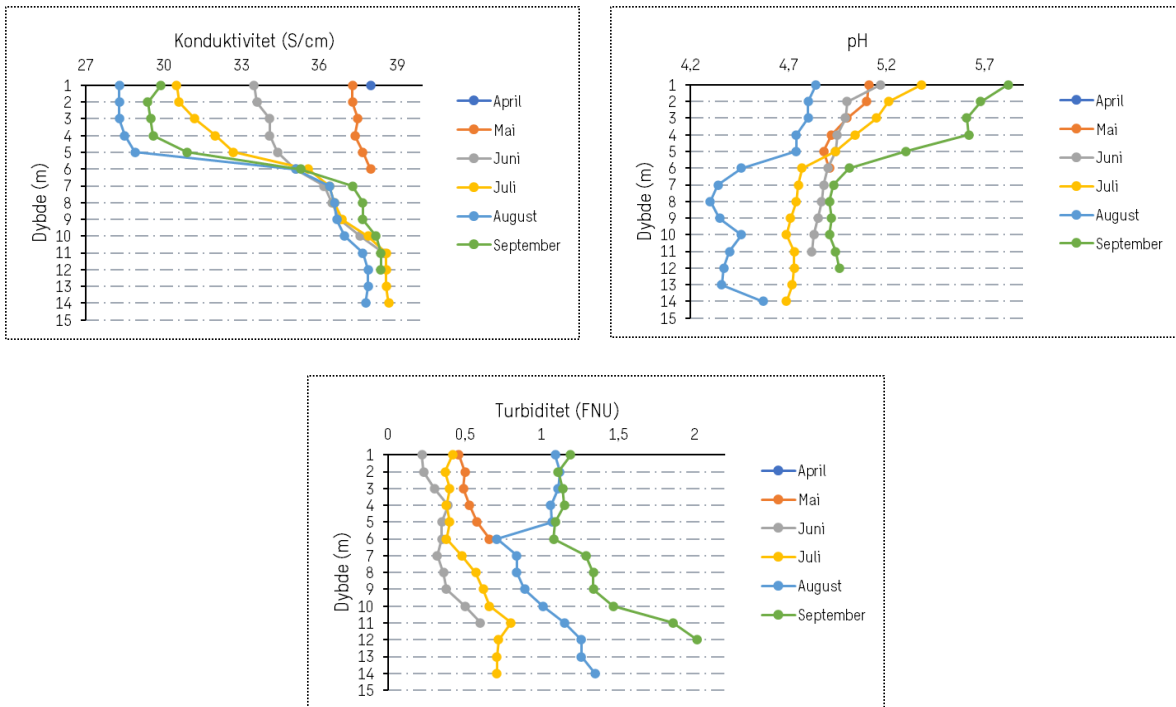 Konduktivitet (S/cm)
27 30 33 36 39
1
2
3
4
5
6
7
8
9
10
11
12
13
14
15
Dybde (m)
April
Mai
Juni
Juli
August
September
pH
4,2 4,7 5,2 5,7
1
2
3
4
5
6
7
8
9
10
11
12
13
14
15
Dybde (m)
April
Mai
Juni
Juli
August
September
Turbiditet (FNU)
0 0,5 1 1,5 2
1
2
3
4
5
6
7
8
9
10
11
12
13
14
15
Dybde (m)
April
Mai
Juni
Juli
August
September